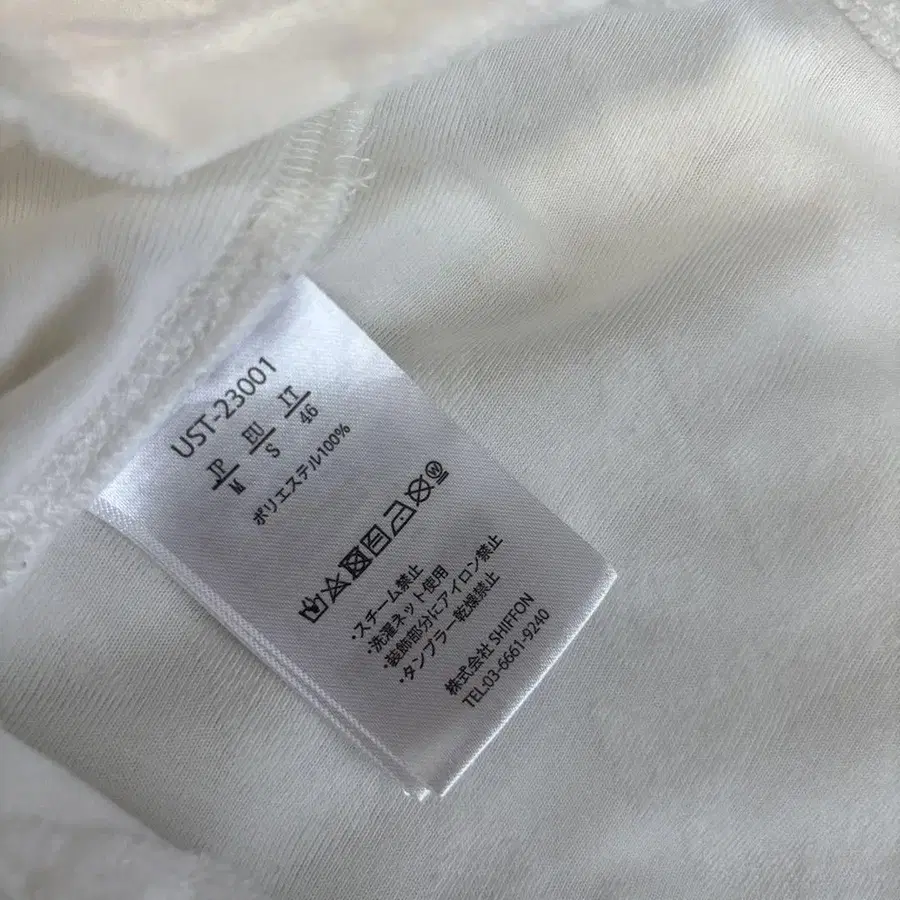 UST-23001
JP EU IT
M S 46
ポリエステル100%
W
・スチーム禁止
・洗濯ネット使用
・装飾部分にアイロン禁止
・タンブラー乾燥禁止
株式会社 SHIFFON
TEL:03-6661-9240